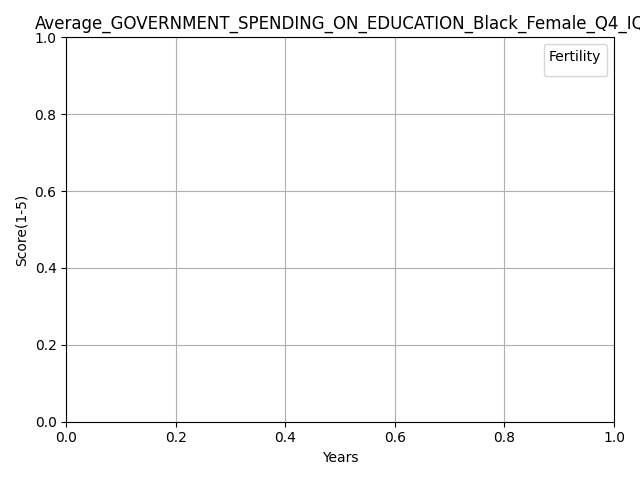 Average_GOVERNMENT_SPENDING_ON_EDUCATION_Black_Female_Q4_IQ
Fertility
1.0
0.8
0.6
0.4
0.2
0.0
Score(1-5)
0.0 0.2 0.4 0.6 0.8 1.0
Years